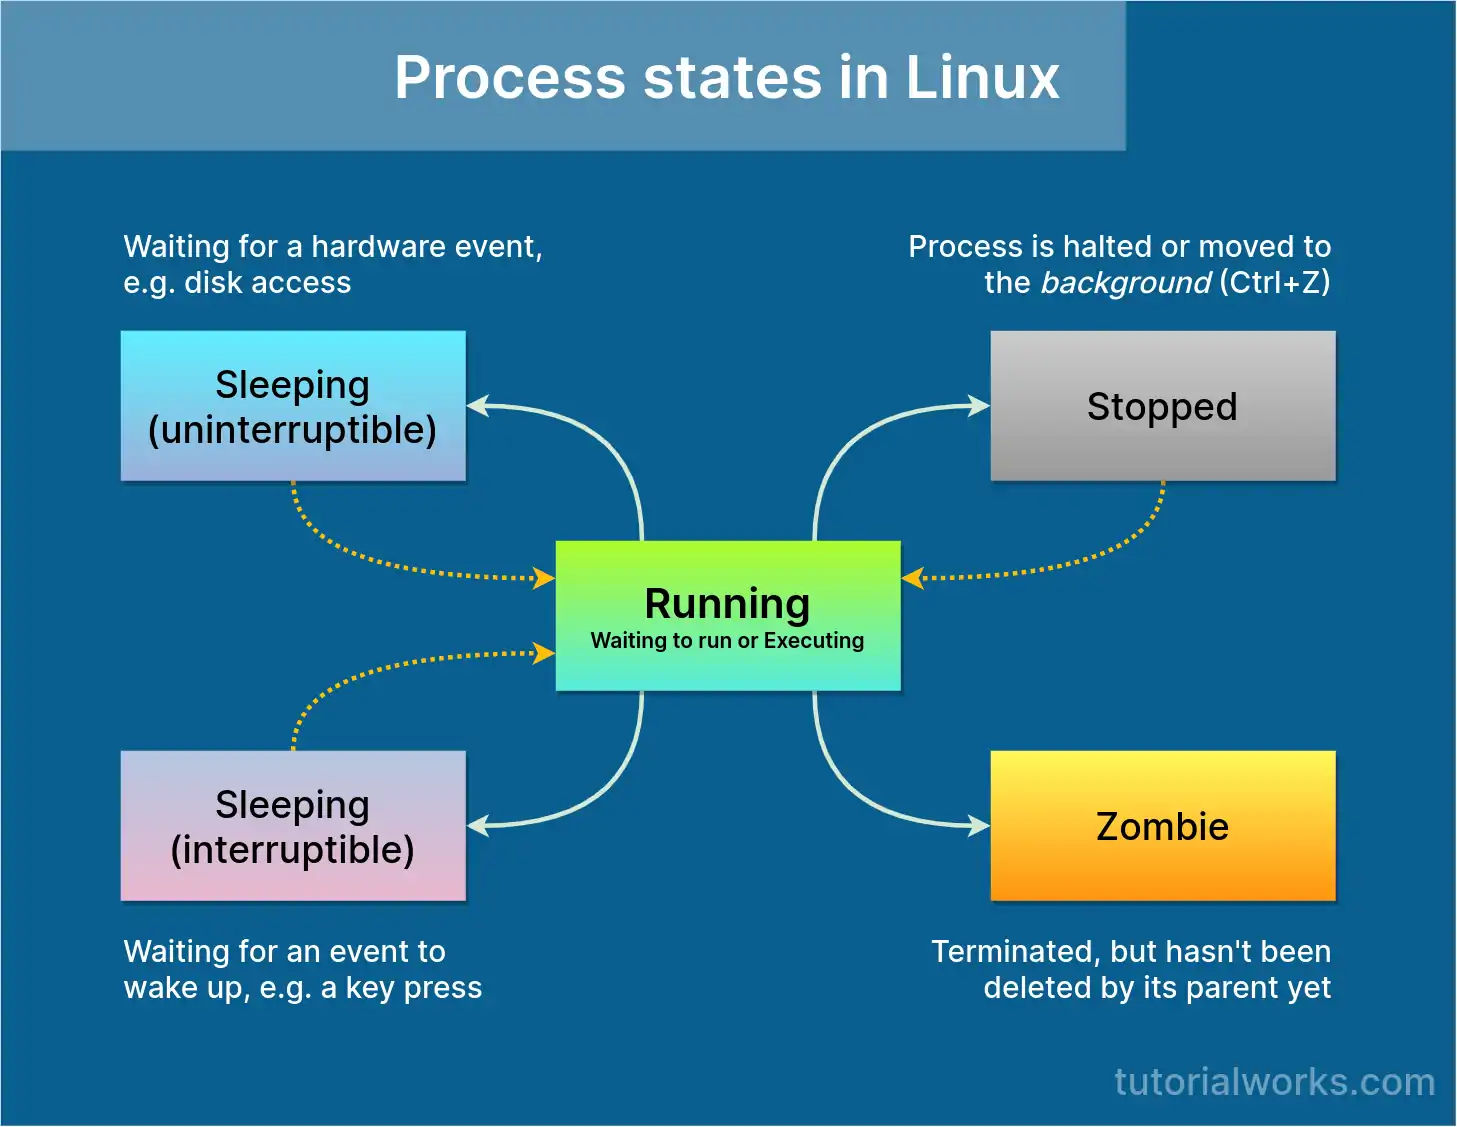 Process states in Linux
Waiting for a hardware event,
e.g. disk access
Process is halted or moved to
the background (Ctrl+Z)
Sleeping
(uninterruptible)
Stopped
Running
Waiting to run or Executing
Sleeping
(interruptible)
Zombie
Waiting for an event to
wake up, e.g. a key press
Terminated, but hasn't been
deleted by its parent yet
tutorialworks.com